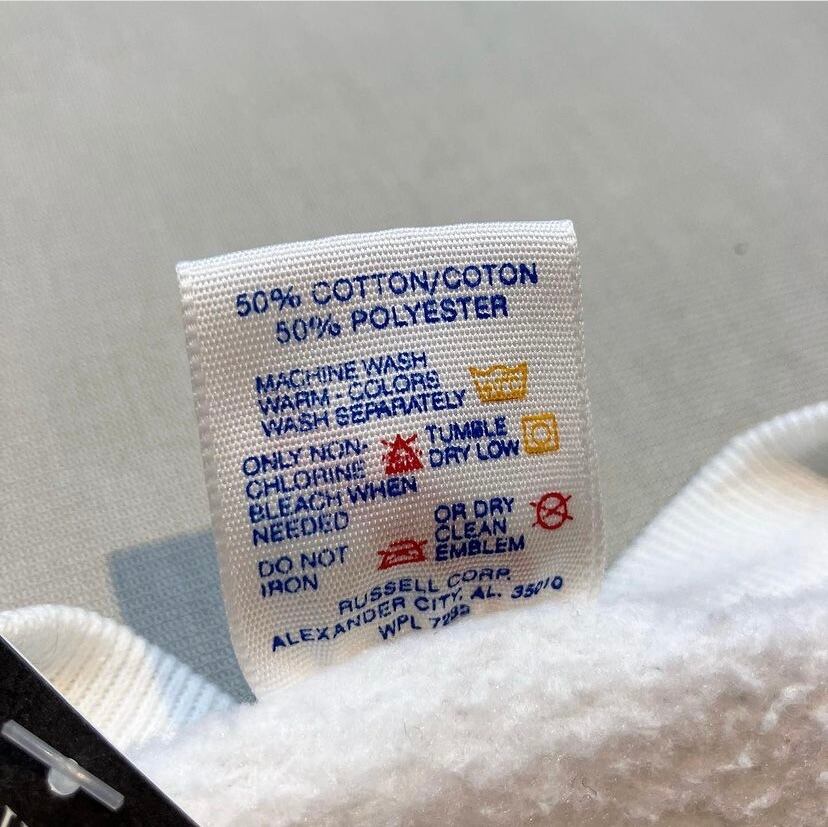 50% COTTON/COTON
50% POLYESTER
MACHINE WASH
WARM - COLORS
WASH SEPARATELY
ONLY NON-
CHLORINE
BLEACH WHEN
NEEDED
TUMBLE
DRY LOW
DO NOT
IRON
OR DRY
CLEAN
EMBLEM
RUSSELL CORP.
ALEXANDER CITY, AL. 35010
WPL